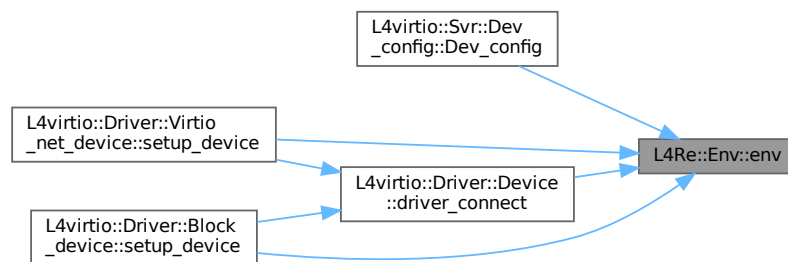 L4virtio::Svr::Dev
_config::Dev_config
L4virtio::Driver::Virtio
_net_device::setup_device
L4Re::Env::env
L4virtio::Driver::Device
::driver_connect
L4virtio::Driver::Block
_device::setup_device